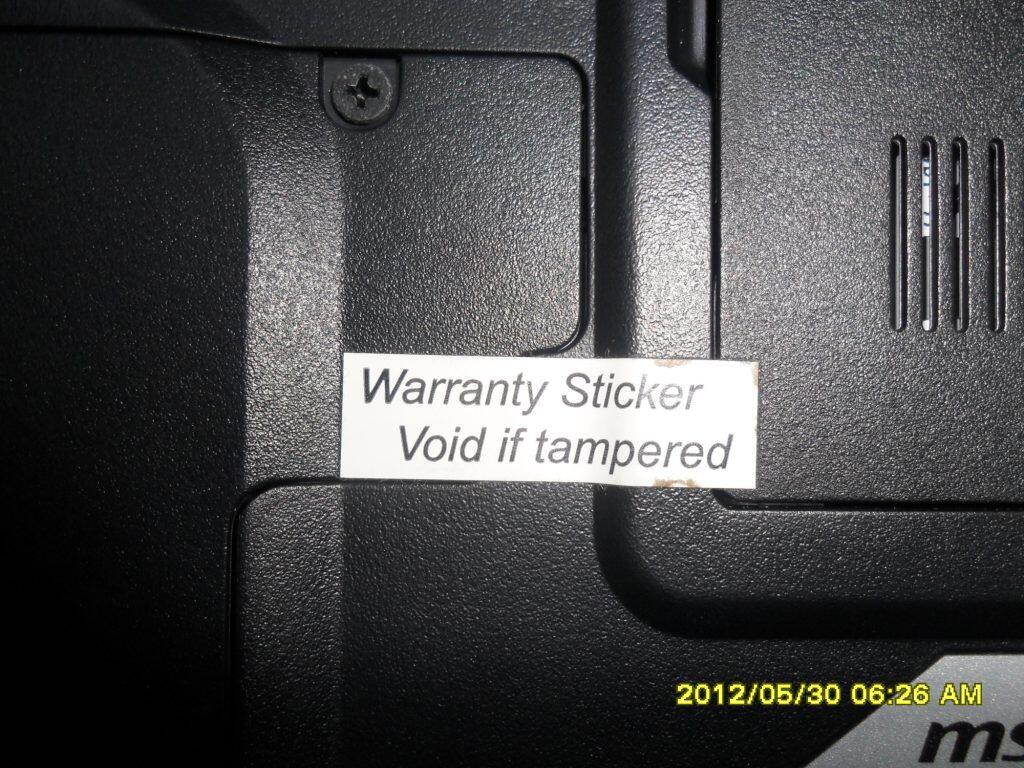 Warranty Sticker
Void if tampered
2012/05/30 06:26 AM
ms